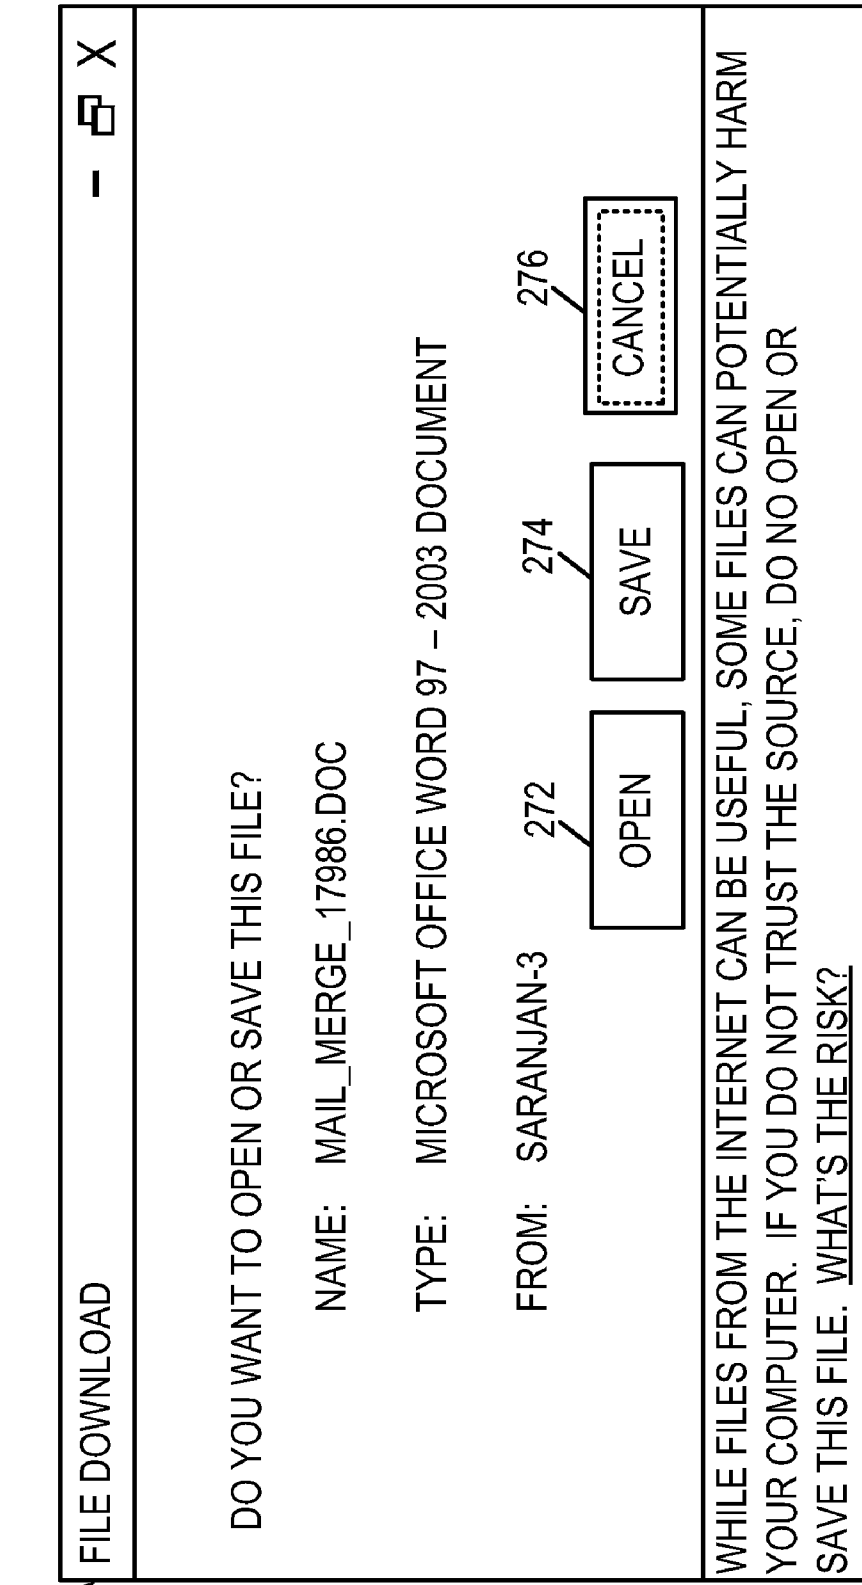 FILE DOWNLOAD – X
DO YOU WANT TO OPEN OR SAVE THIS FILE?
NAME: MAIL_MERGE_17986.DOC
TYPE: MICROSOFT OFFICE WORD 97 – 2003 DOCUMENT
FROM: SARANJAN-3
272 274 276
OPEN SAVE CANCEL
WHILE FILES FROM THE INTERNET CAN BE USEFUL, SOME FILES CAN POTENTIALLY HARM
YOUR COMPUTER. IF YOU DO NOT TRUST THE SOURCE, DO NO OPEN OR
SAVE THIS FILE. WHAT'S THE RISK?